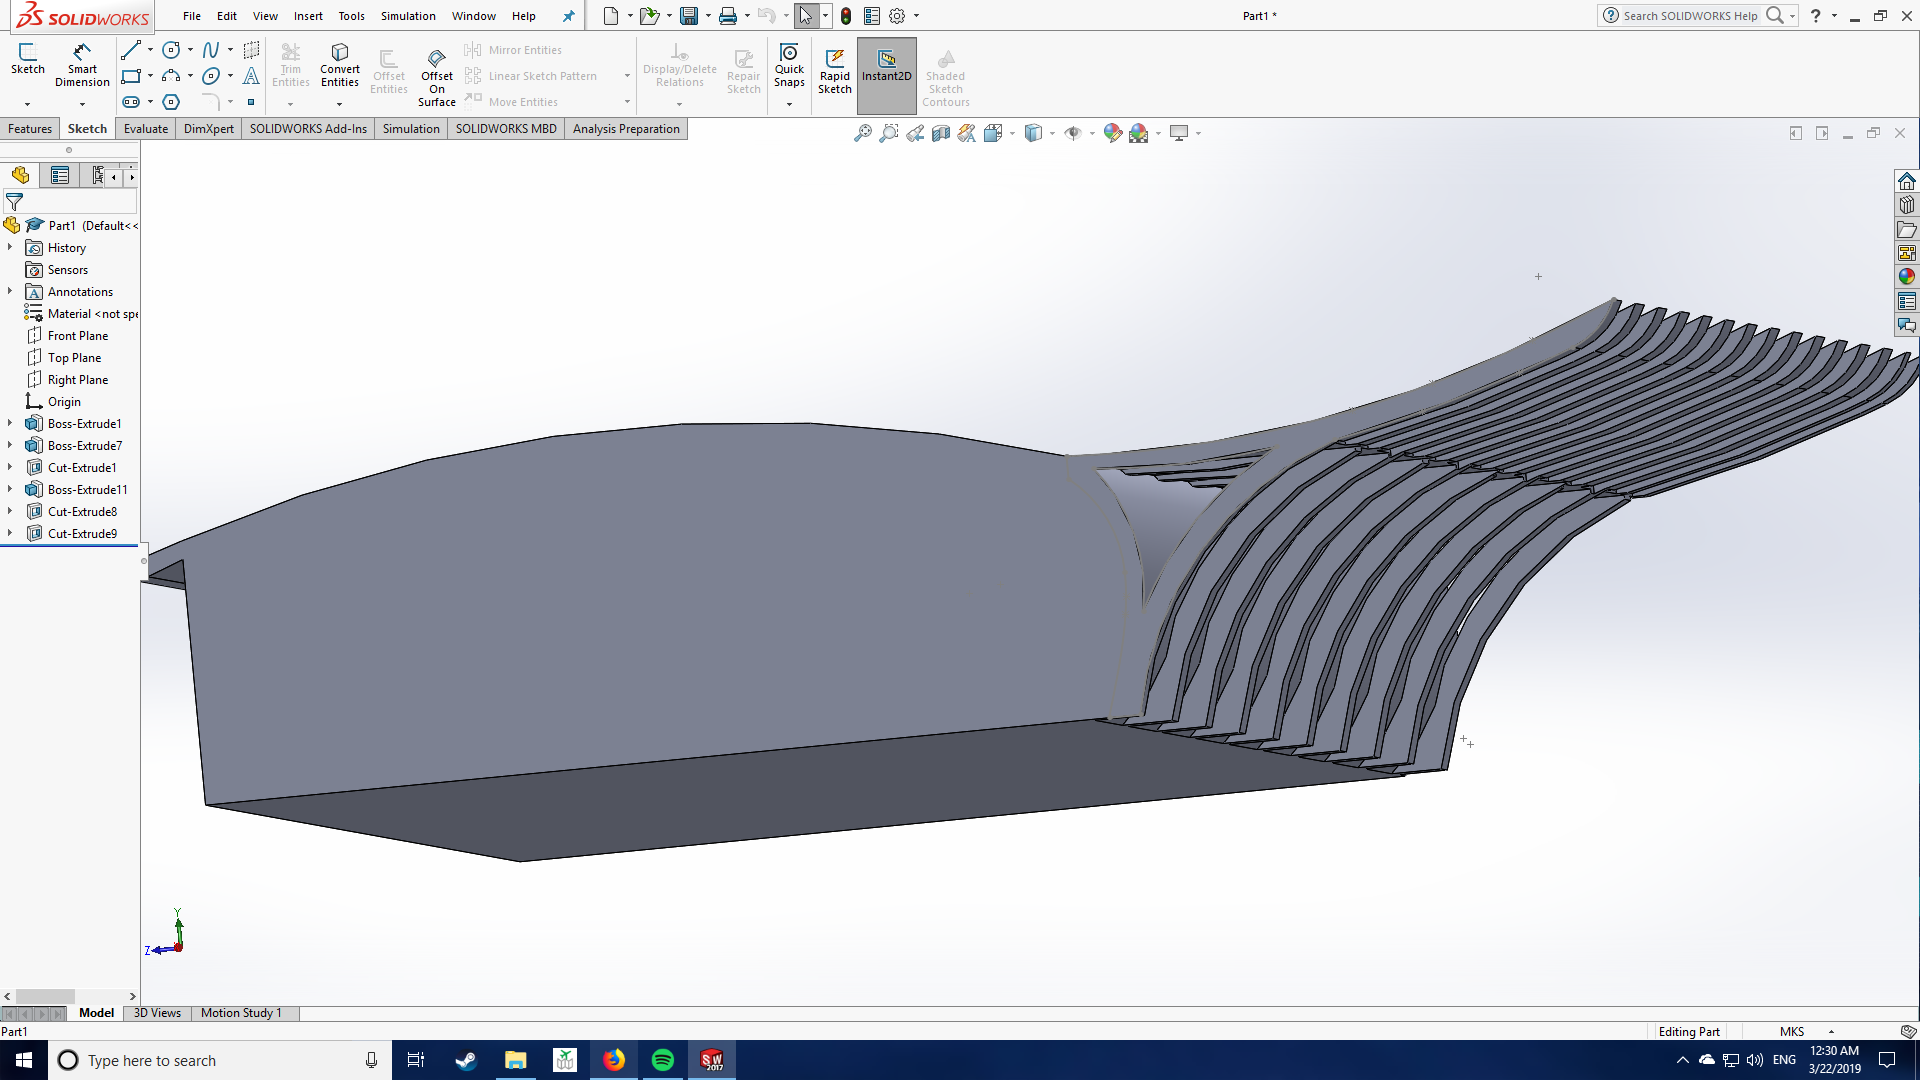 SOLIDWORKS File Edit View Insert Tools Simulation Window Help Part1 * Search SOLIDWORKS Help ?
Sketch
Smart Dimension
Trim Entities
Convert Entities
Offset Entities
Offset On Surface
Mirror Entities
Linear Sketch Pattern
Move Entities
Display/Delete Relations
Repair Sketch
Quick Snaps
Rapid Sketch
Instant2D
Shaded Sketch Contours
Features Sketch Evaluate DimXpert SOLIDWORKS Add-Ins Simulation SOLIDWORKS MBD Analysis Preparation
Part1 (Default<<
History
Sensors
Annotations
Material <not spe
Front Plane
Top Plane
Right Plane
Origin
Boss-Extrude1
Boss-Extrude7
Cut-Extrude1
Boss-Extrude11
Cut-Extrude8
Cut-Extrude9
Y
Z
Model 3D Views Motion Study 1
Part1 Editing Part MKS
Type here to search SW 2017 ENG 12:30 AM
3/22/2019